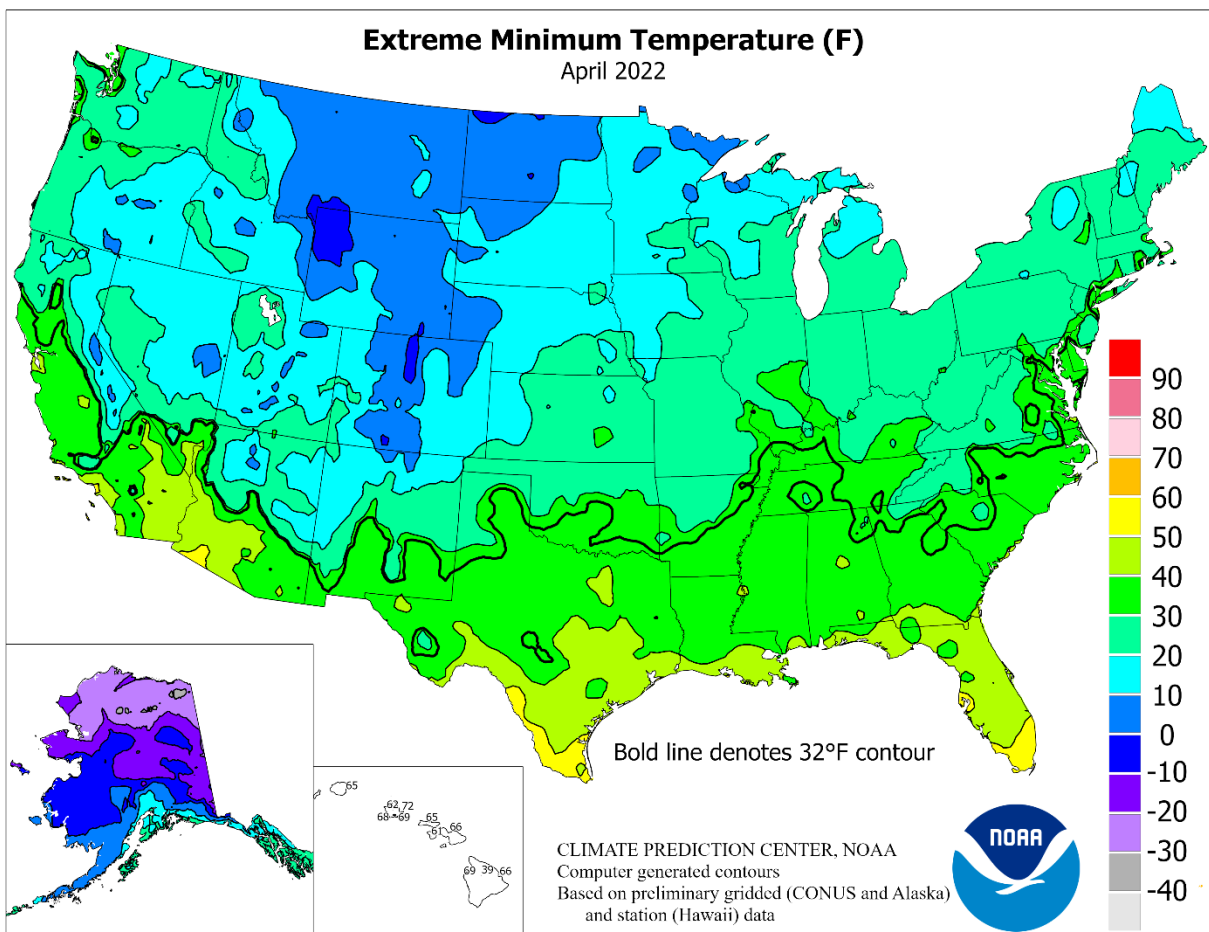 Extreme Minimum Temperature (F)
April 2022
90
80
70
60
50
40
30
20
10
0
-10
-20
-30
-40
Bold line denotes 32°F contour
65
62 72
68 69
65
61 66
69 39 66
CLIMATE PREDICTION CENTER, NOAA
Computer generated contours
Based on preliminary gridded (CONUS and Alaska)
and station (Hawaii) data
NOAA